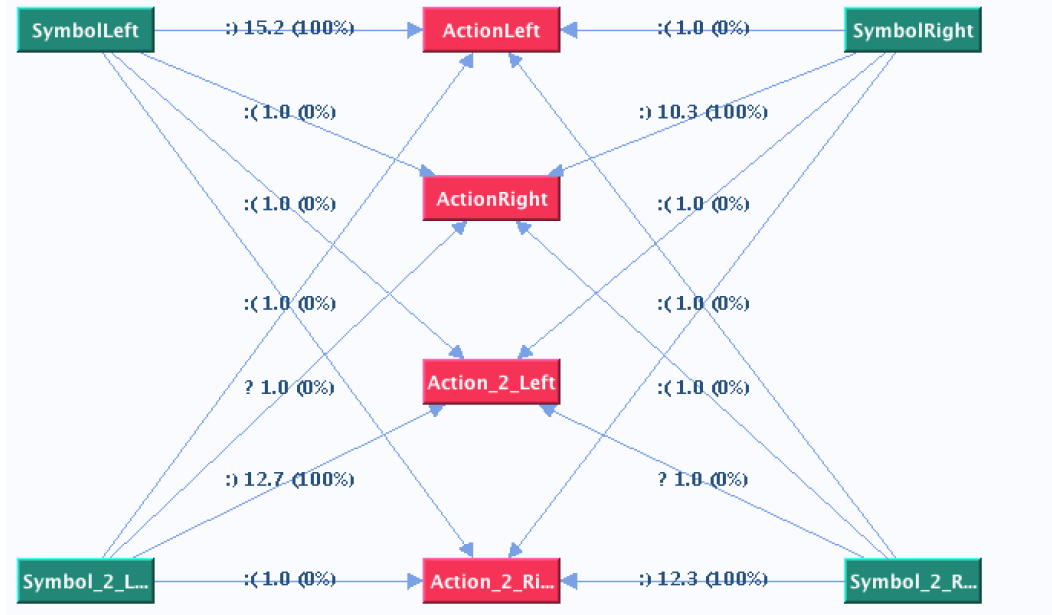 SymbolLeft
:) 15.2 (100%)
ActionLeft
:( 1.0 (0%)
SymbolRight
:( 1.0 (0%)
:) 10.3 (100%)
ActionRight
:( 1.0 (0%)
:( 1.0 (0%)
:( 1.0 (0%)
:( 1.0 (0%)
Action_2_Left
? 1.0 (0%)
:( 1.0 (0%)
:) 12.7 (100%)
? 1.0 (0%)
Symbol_2_L...
:( 1.0 (0%)
Action_2_Ri...
:) 12.3 (100%)
Symbol_2_R...